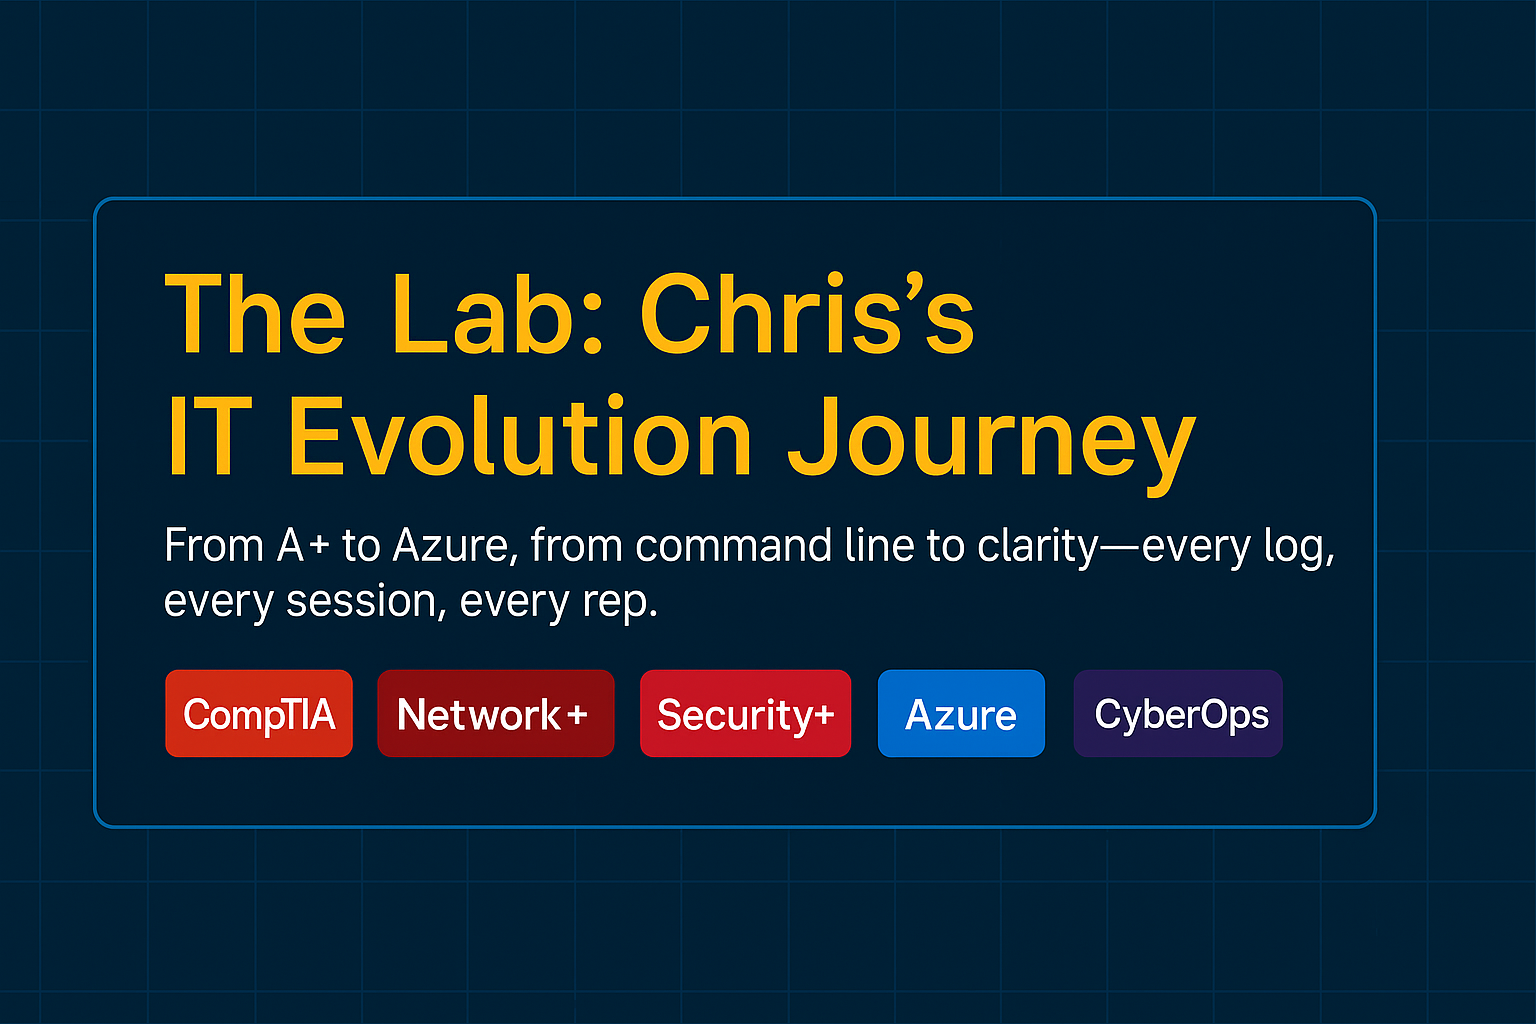 The Lab: Chris’s
IT Evolution Journey
From A+ to Azure, from command line to clarity—every log,
every session, every rep.
CompTIA Network+ Security+ Azure CyberOps